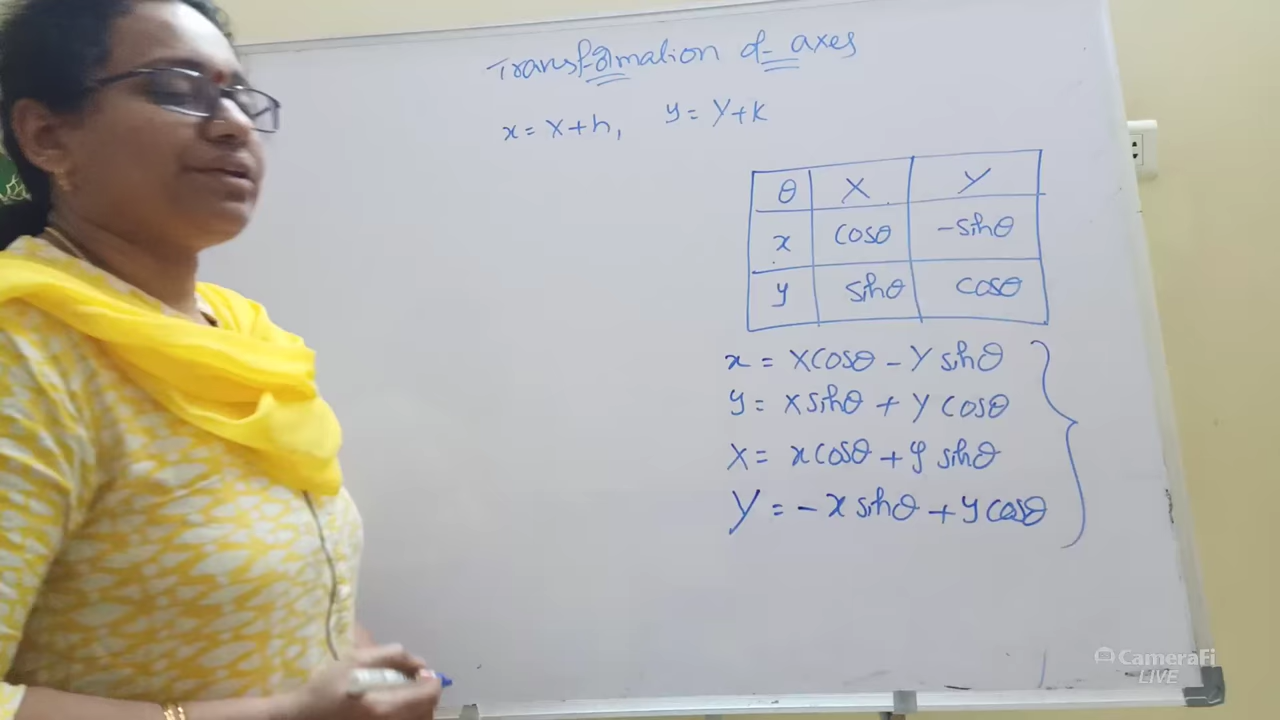 Transformation of axes
x = X+h, y = Y+k
θ X Y
x cosθ -sinθ
y sinθ cosθ
x = Xcosθ - Y sinθ
y = X sinθ + Y cosθ
X = x cosθ + y sinθ
Y = - x sinθ + y cosθ
CameraFi
LIVE